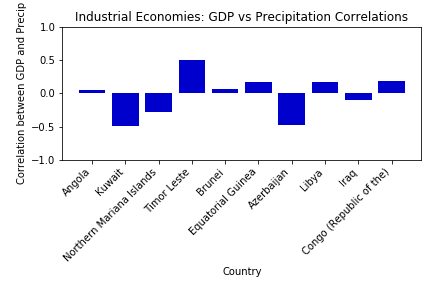 Industrial Economies: GDP vs Precipitation Correlations
Correlation between GDP and Precip
1.0
0.5
0.0
−0.5
−1.0
Angola
Kuwait
Northern Mariana Islands
Timor Leste
Brunei
Equatorial Guinea
Azerbaijan
Libya
Iraq
Congo (Republic of the)
Country